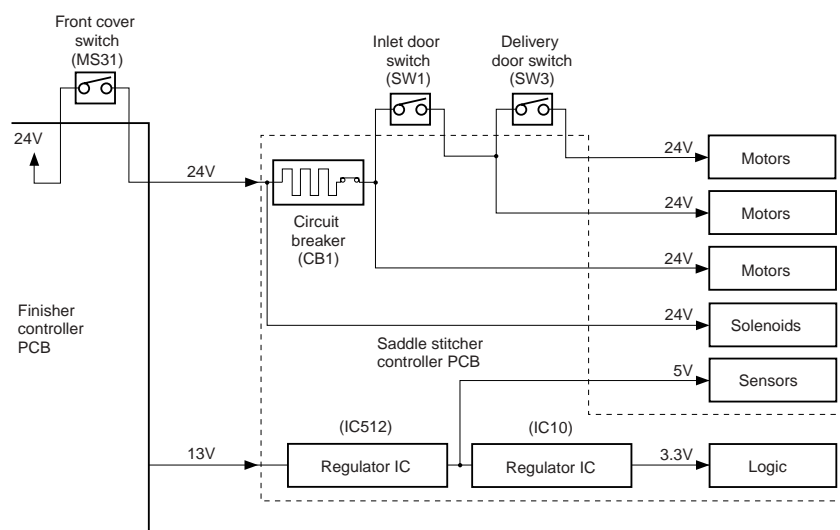 Front cover
switch
(MS31)
Inlet door
switch
(SW1)
Delivery
door switch
(SW3)
24V
24V
24V
Motors
24V
Motors
Circuit
breaker
(CB1)
24V
Motors
Finisher
controller
PCB
24V
Solenoids
Saddle stitcher
controller PCB
5V
Sensors
(IC512)
(IC10)
13V
Regulator IC
Regulator IC
3.3V
Logic